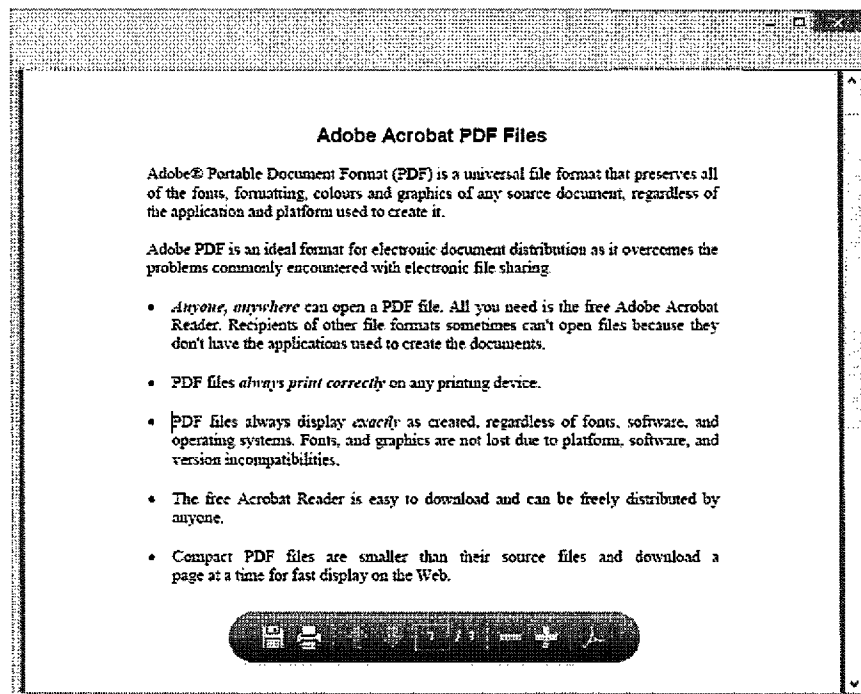 Adobe Acrobat PDF Files
Adobe® Portable Document Format (PDF) is a universal file format that preserves all
of the fonts, formatting, colours and graphics of any source document, regardless of
the application and platform used to create it.
Adobe PDF is an ideal format for electronic document distribution as it overcomes the
problems commonly encountered with electronic file sharing.
• Anyone, anywhere can open a PDF file. All you need is the free Adobe Acrobat
Reader. Recipients of other file formats sometimes can't open files because they
don't have the applications used to create the documents.
• PDF files always print correctly on any printing device.
• PDF files always display exactly as created, regardless of fonts, software, and
operating systems. Fonts, and graphics are not lost due to platform, software, and
version incompatibilities.
• The free Acrobat Reader is easy to download and can be freely distributed by
anyone.
• Compact PDF files are smaller than their source files and download a
page at a time for fast display on the Web.